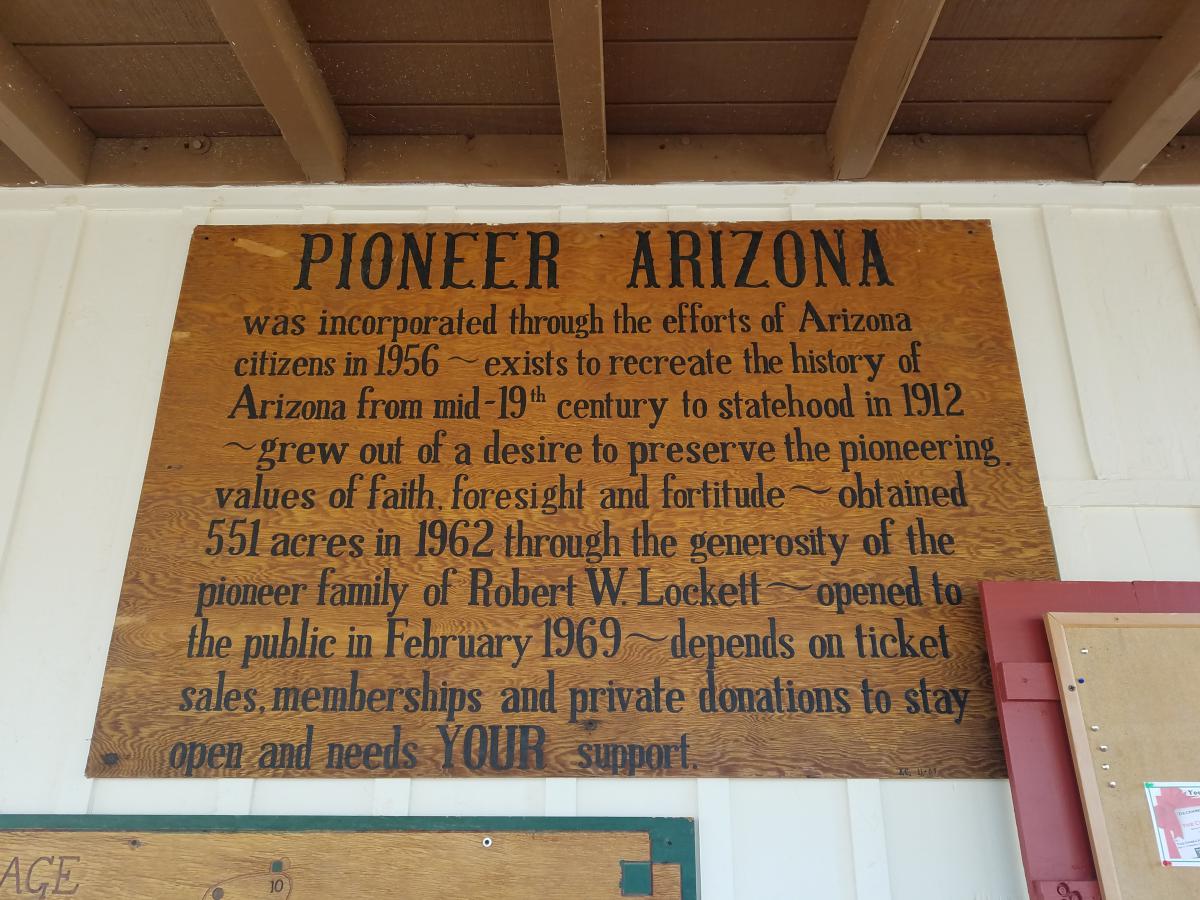 PIONEER ARIZONA
was incorporated through the efforts of Arizona
citizens in 1956 ~ exists to recreate the history of
Arizona from mid-19th century to statehood in 1912
~grew out of a desire to preserve the pioneering
values of faith, foresight and fortitude ~ obtained
551 acres in 1962 through the generosity of the
pioneer family of Robert W. Lockett ~ opened to
the public in February 1969 ~ depends on ticket
sales, memberships and private donations to stay
open and needs YOUR support.
AGE
10